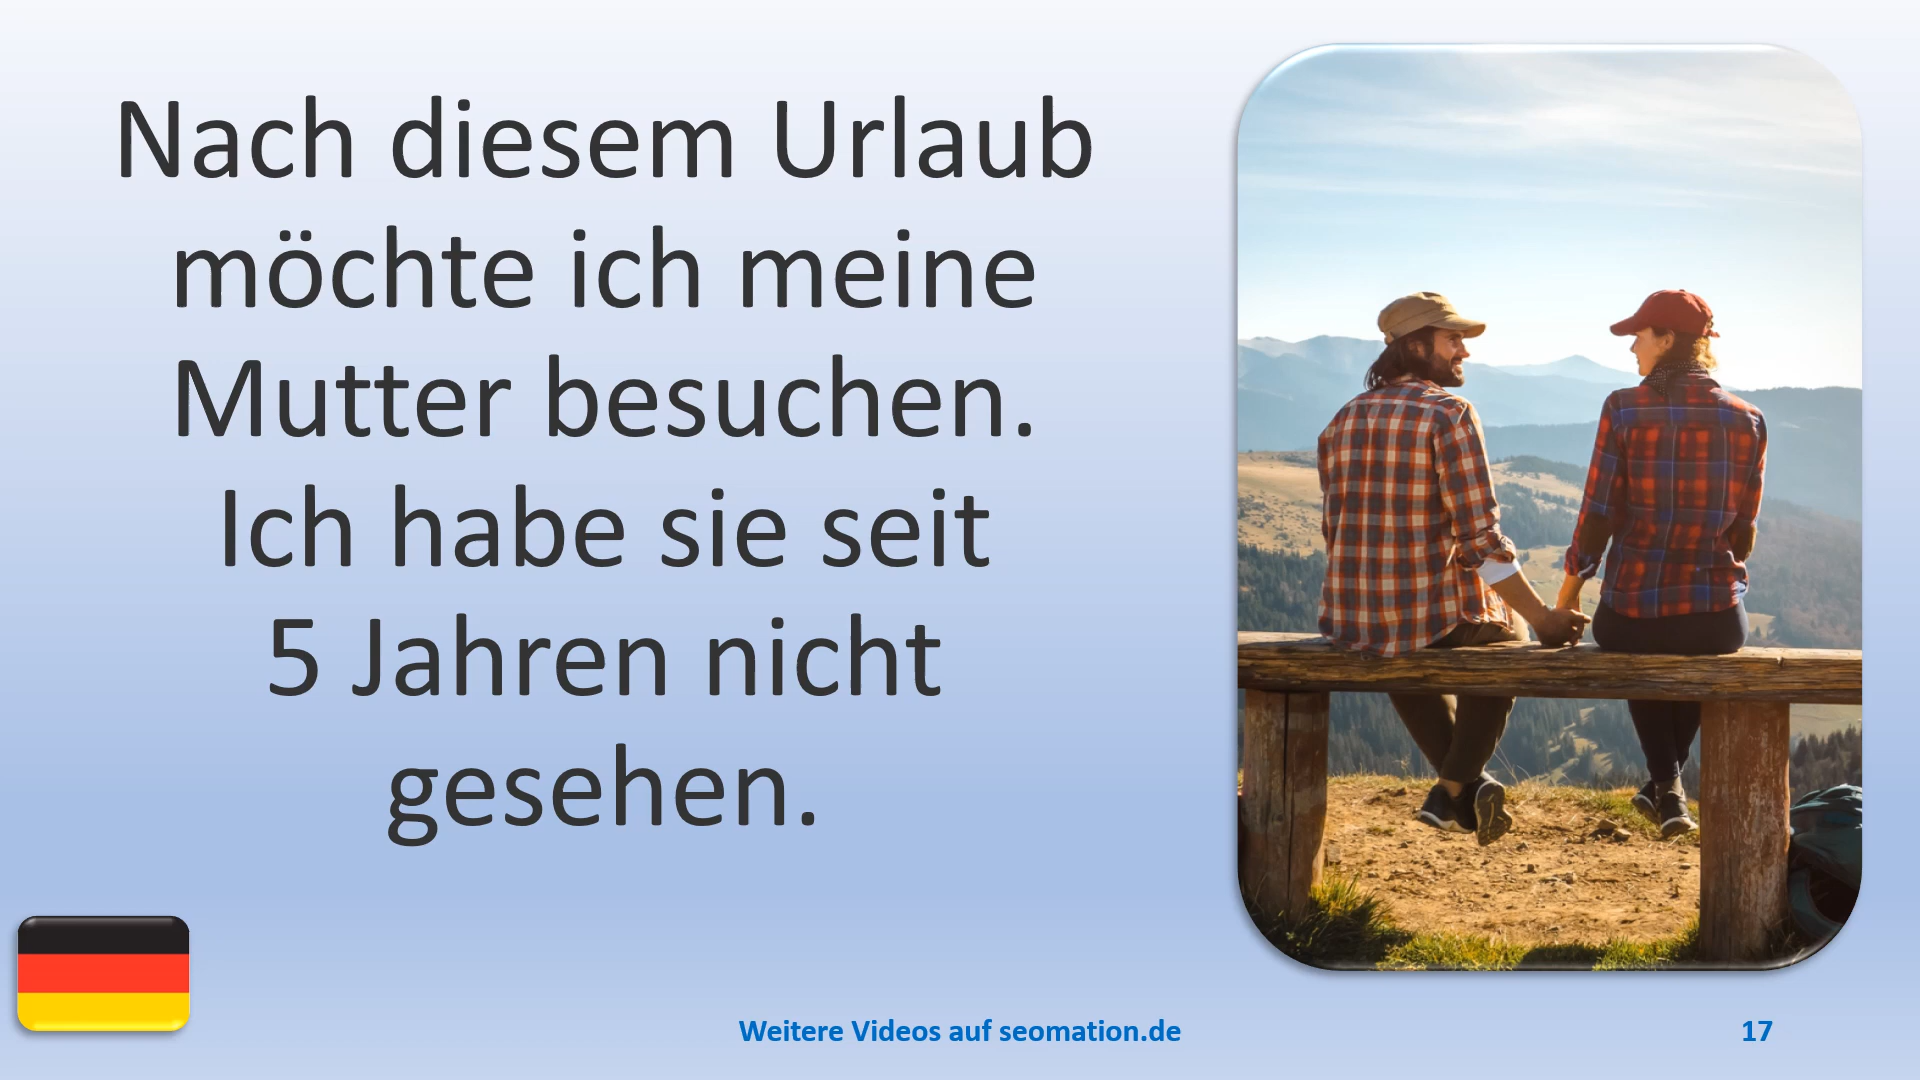 Nach diesem Urlaub
möchte ich meine
Mutter besuchen.
Ich habe sie seit
5 Jahren nicht
gesehen.
Weitere Videos auf seomation.de
17